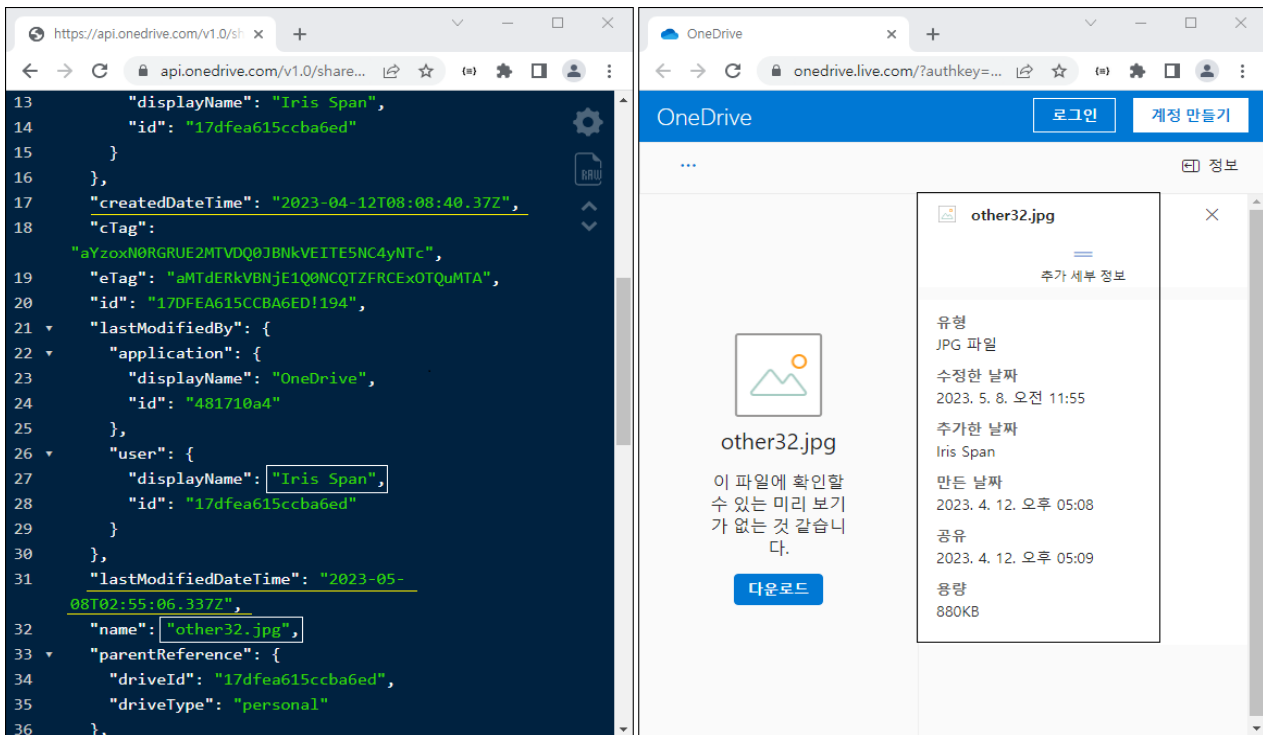 https://api.onedrive.com/v1.0/sh
api.onedrive.com/v1.0/share...
13 "displayName": "Iris Span",
14 "id": "17dfea615ccba6ed"
15 }
16 },
17 "createdDateTime": "2023-04-12T08:08:40.37Z",
18 "cTag":
"aYzoxN0RGRUE2MTVDQ0JBNkVEITE5NC4yNTc",
19 "eTag": "aMTdERkVBNjE1Q0NCQTZFRCExOTQuMTA",
20 "id": "17DFEA615CCBA6ED!194",
21 "lastModifiedBy": {
22 "application": {
23 "displayName": "OneDrive",
24 "id": "481710a4"
25 },
26 "user": {
27 "displayName": "Iris Span",
28 "id": "17dfea615ccba6ed"
29 }
30 },
31 "lastModifiedDateTime": "2023-05-
08T02:55:06.337Z",
32 "name": "other32.jpg",
33 "parentReference": {
34 "driveId": "17dfea615ccba6ed",
35 "driveType": "personal"
36 },
RAW
OneDrive
onedrive.live.com/?authkey=...
OneDrive
로그인
계정 만들기
정보
other32.jpg
이 파일에 확인할
수 있는 미리 보기
가 없는 것 같습니
다.
다운로드
other32.jpg
추가 세부 정보
유형
JPG 파일
수정한 날짜
2023. 5. 8. 오전 11:55
추가한 날짜
Iris Span
만든 날짜
2023. 4. 12. 오후 05:08
공유
2023. 4. 12. 오후 05:09
용량
880KB